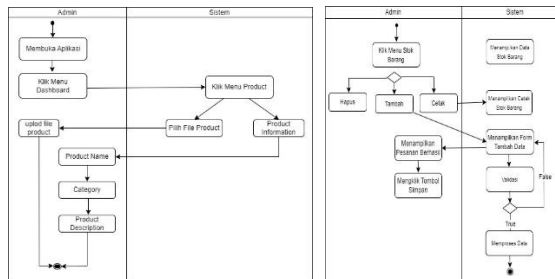 Admin
Sistem
Membuka Aplikasi
Klik Menu
Dashboard
Klik Menu Product
uplod file
product
Pilih File Product
Product
Information
Product Name
Category
Product
Description
Admin
Sistem
Klik Menu Stok
Barang
Menampilkan Data
Stok Barang
Hapus
Tambah
Cetak
Menampilkan Cetak
Stok Barang
Menampilkan
Pesanan Berhasi
Menampilkan Form
Tambah Data
Mengklik Tombol
Simpan
Validasi
False
True
Memproses Data